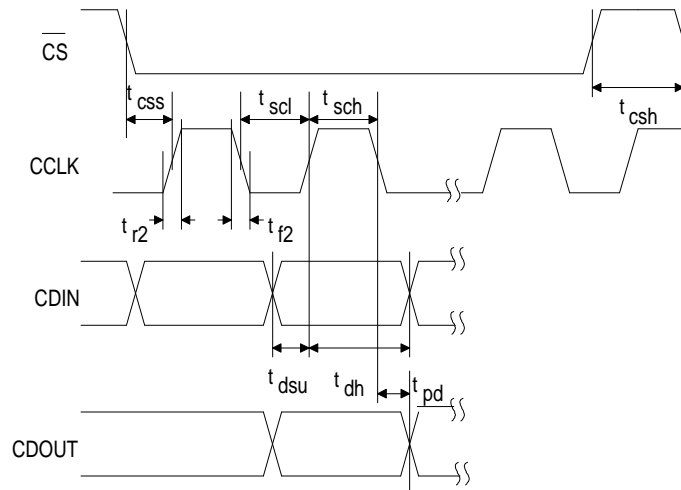 CS
t css
t scl
t sch
t csh
CCLK
t r2
t f2
CDIN
t dsu
t dh
t pd
CDOUT